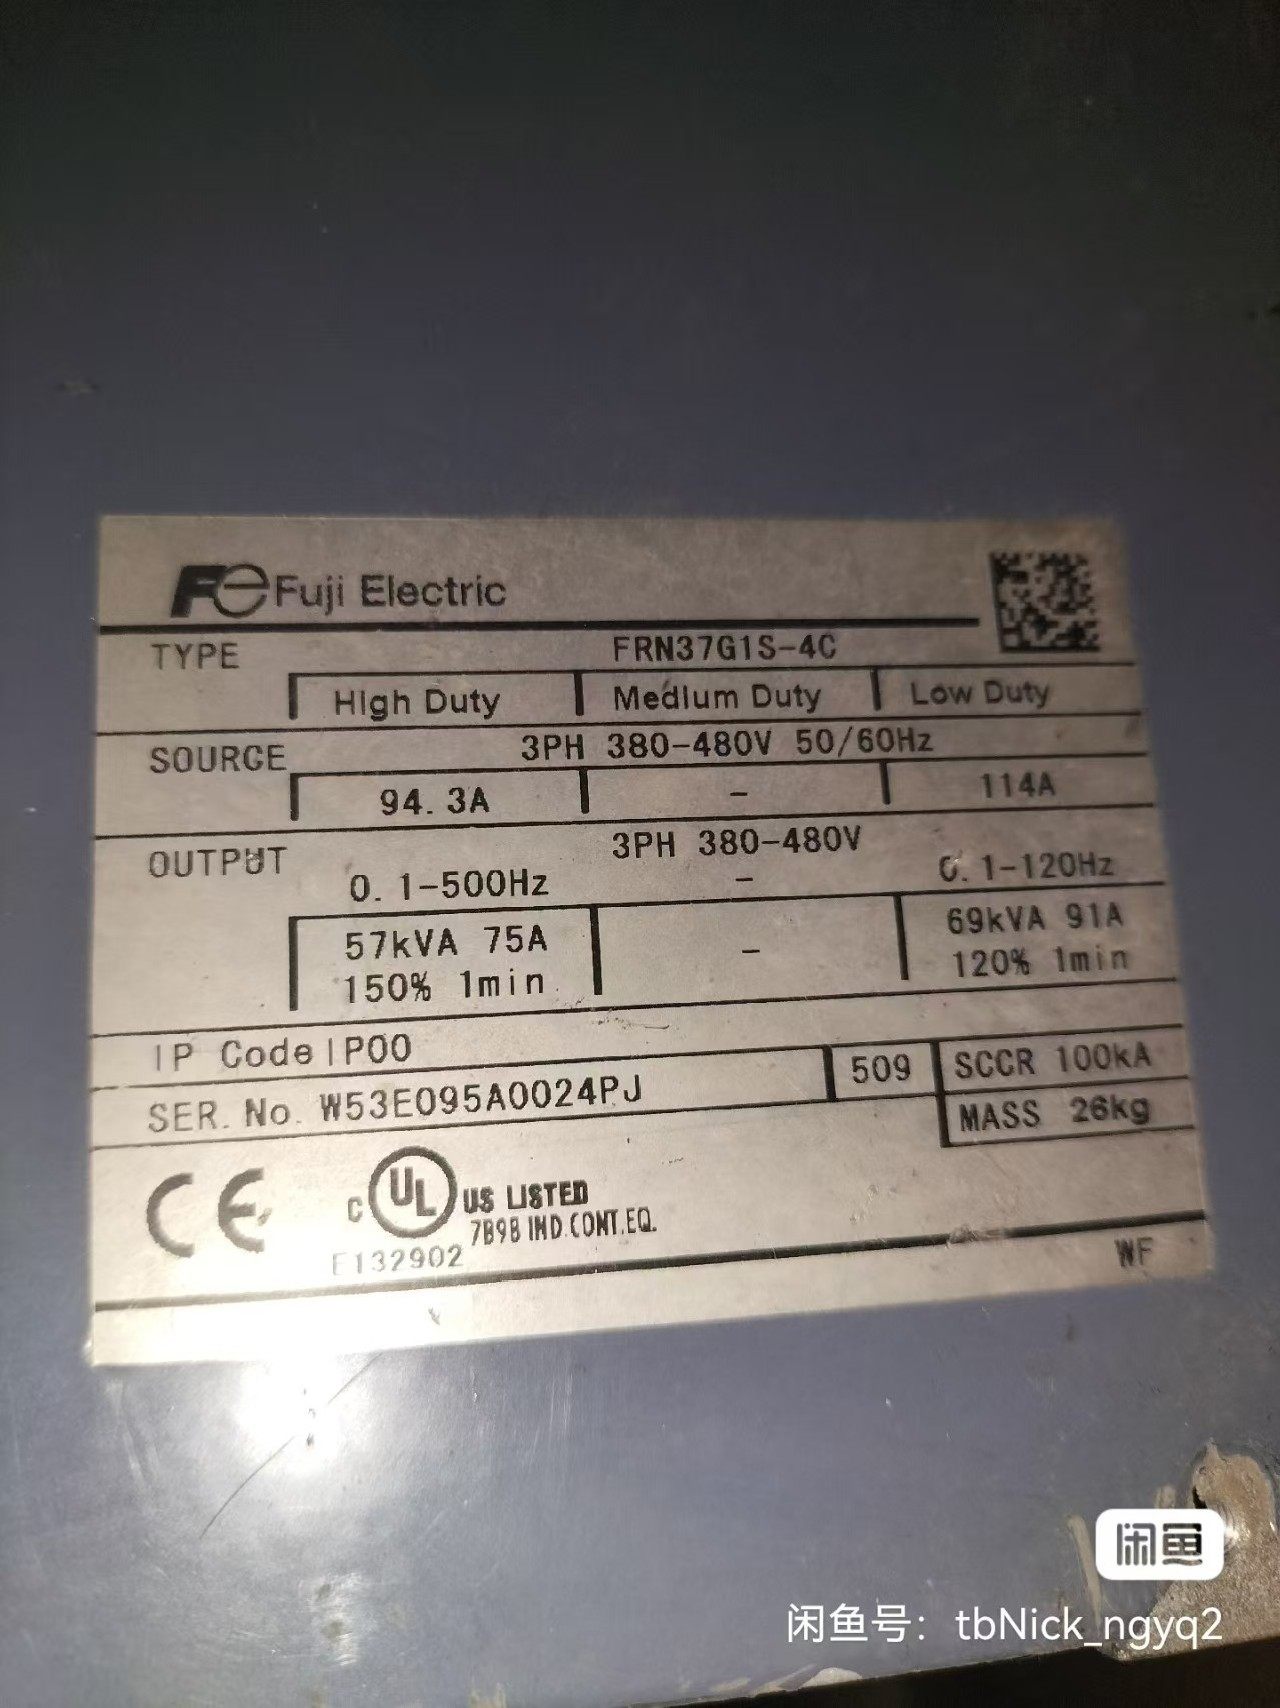 Fe Fuji Electric
TYPE FRN37G1S-4C
High Duty Medium Duty Low Duty
SOURCE 3PH 380-480V 50/60Hz
94.3A - 114A
OUTPUT 3PH 380-480V
0.1-500Hz - 0.1-120Hz
57kVA 75A - 69kVA 91A
150% 1min 120% 1min
IP Code IP00
SER. No. W53E095A0024PJ 509 SCCR 100kA
MASS 26kg
CE C UL US LISTED
7B98 IND.CONT.EQ.
E132902
WF
闲鱼
闲鱼号：tbNick_ngyq2